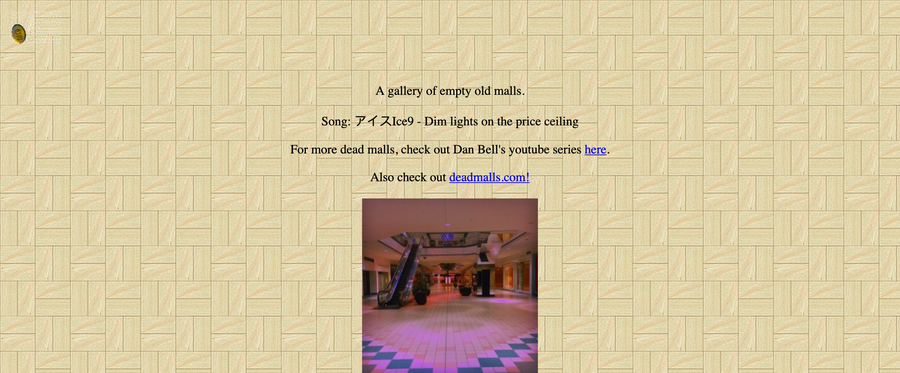 A gallery of empty old malls.
Song: アイスIce9 - Dim lights on the price ceiling
For more dead malls, check out Dan Bell's youtube series here.
Also check out deadmalls.com!